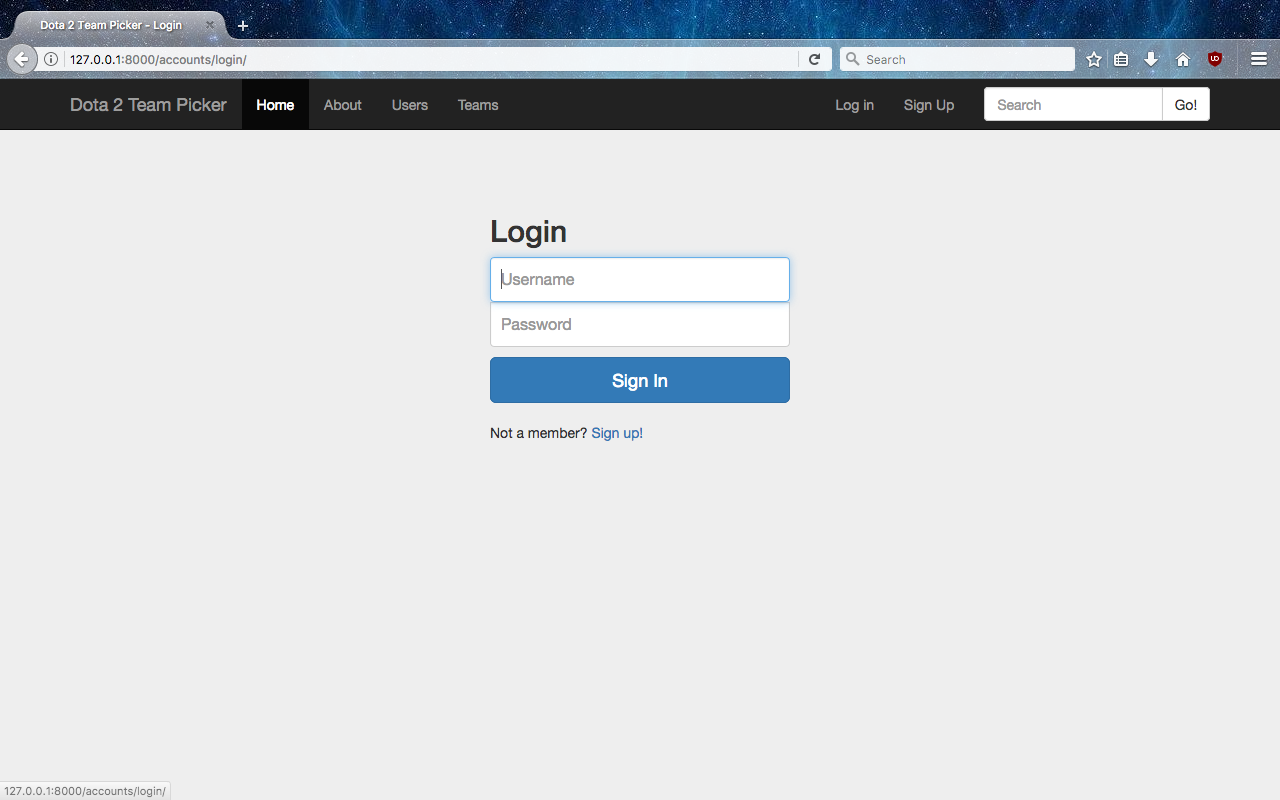 Dota 2 Team Picker - Login
127.0.0.1:8000/accounts/login/
Search
Dota 2 Team Picker
Home
About
Users
Teams
Log in
Sign Up
Search
Go!
Login
Username
Password
Sign In
Not a member? Sign up!
127.0.0.1:8000/accounts/login/